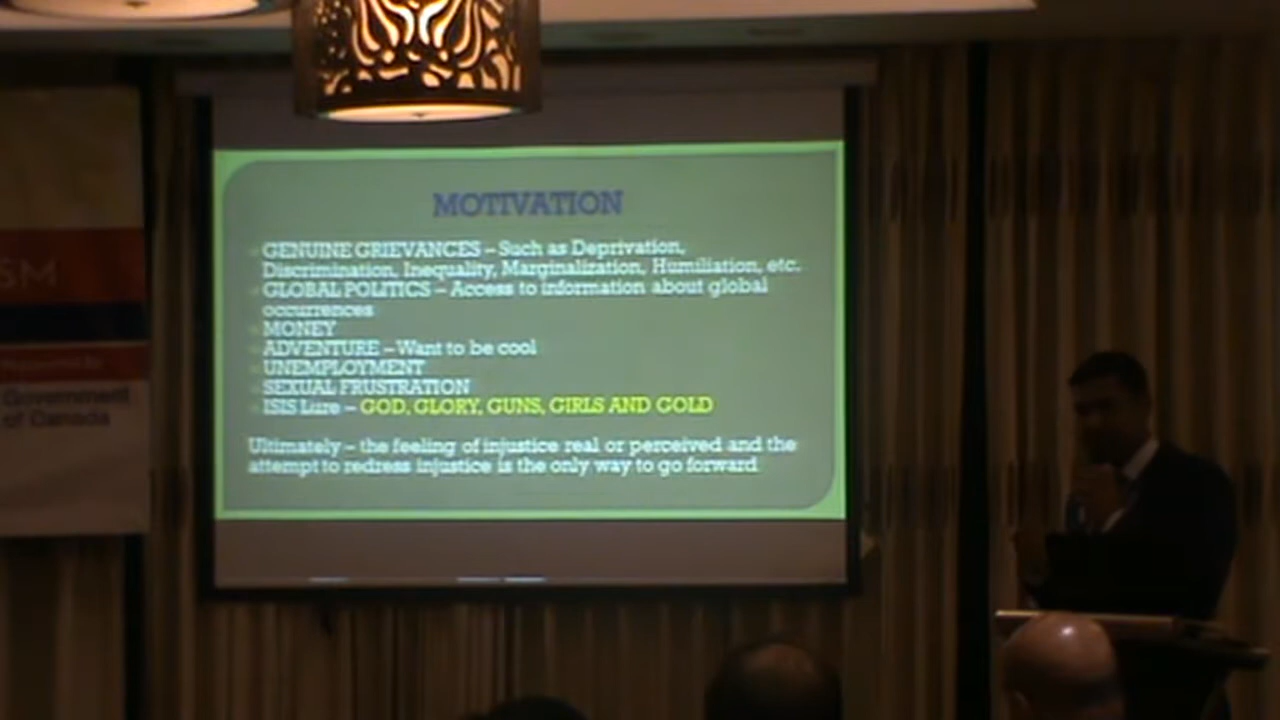 MOTIVATION
GENUINE GRIEVANCES – Such as Deprivation,
Discrimination, Inequality, Marginalization, Humiliation, etc.
GLOBAL POLITICS – Access to information about global
occurrences
MONEY
ADVENTURE – Want to be cool
UNEMPLOYMENT
SEXUAL FRUSTRATION
ISIS Lure – GOD, GLORY, GUNS, GIRLS AND GOLD
Ultimately – the feeling of injustice real or perceived and the
attempt to redress injustice is the only way to go forward
SM
Government
of Canada